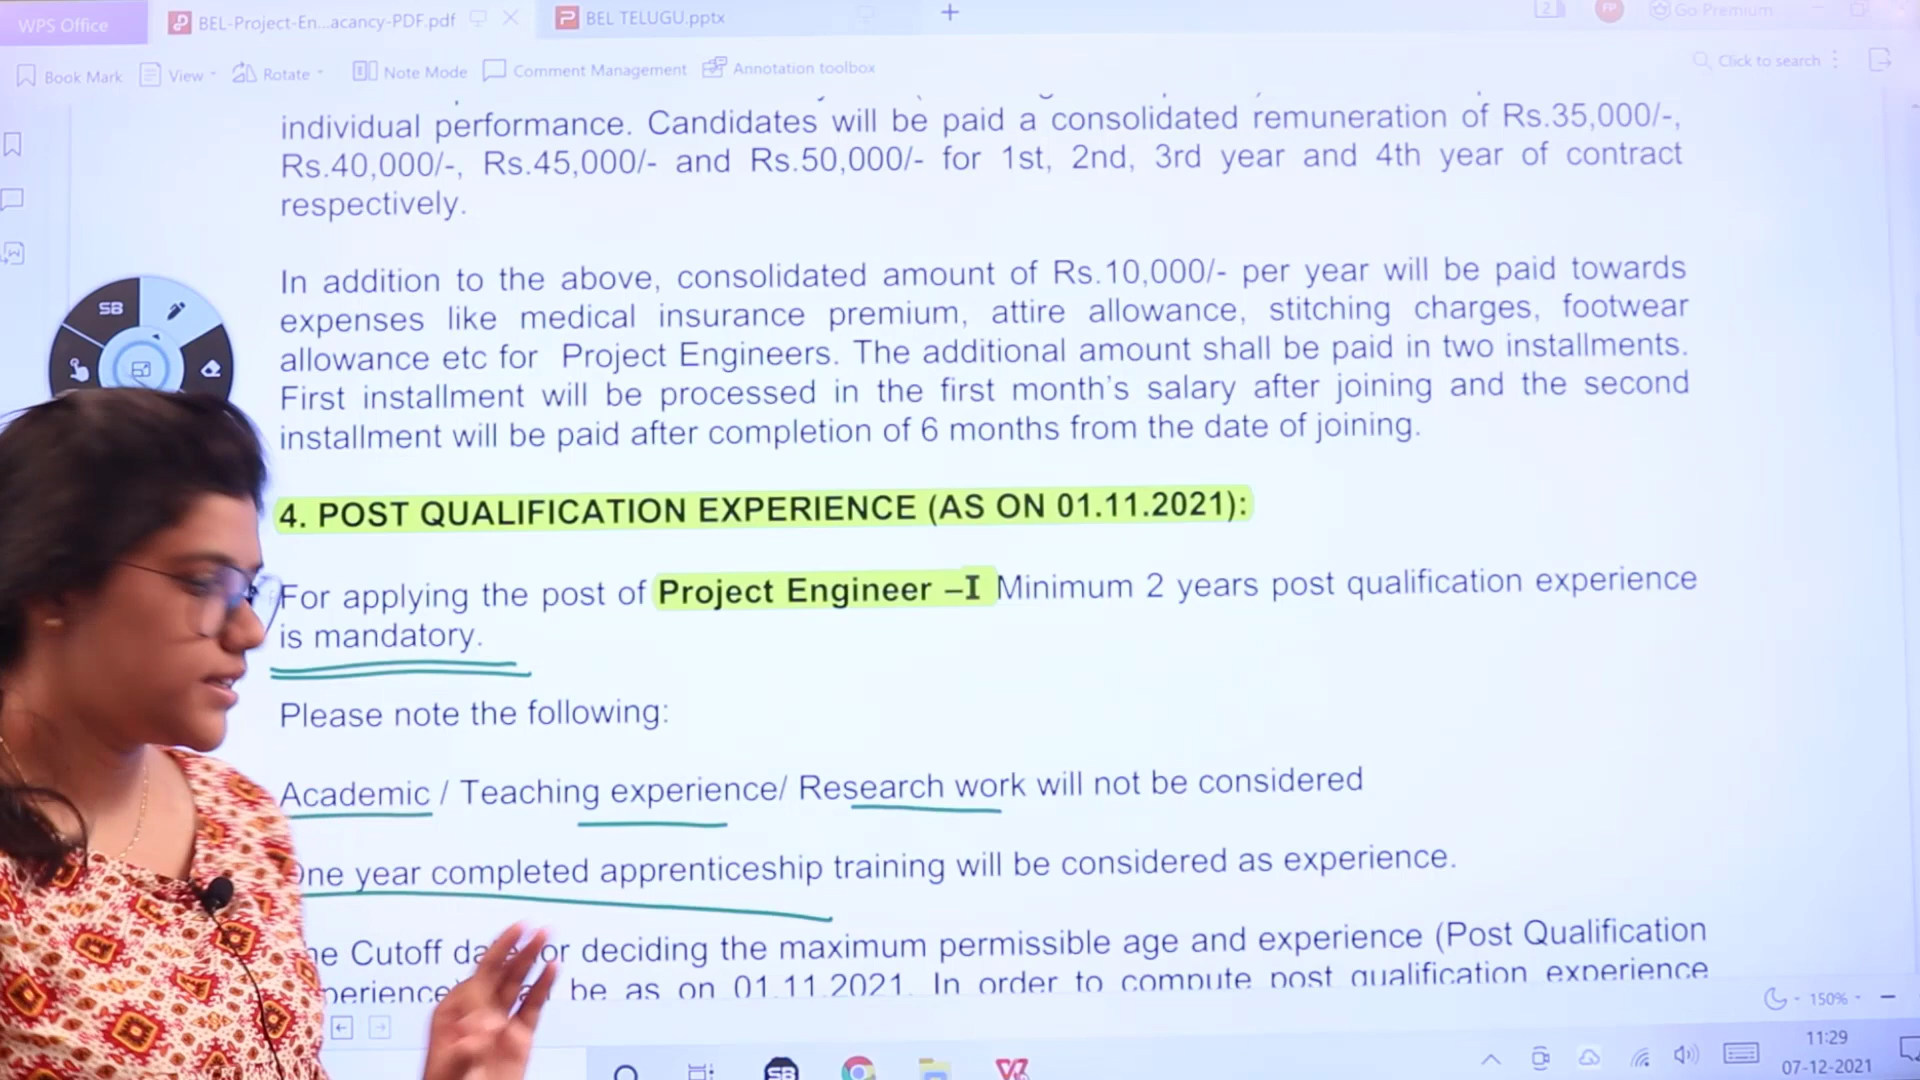 WPS Office
BEL-Project-En...acancy-PDF.pdf
BEL TELUGU.pptx
2
FP
Go Premium
Book Mark
View
Rotate
Note Mode
Comment Management
Annotation toolbox
Click to search
individual performance. Candidates will be paid a consolidated remuneration of Rs.35,000/-,
Rs.40,000/-, Rs.45,000/- and Rs.50,000/- for 1st, 2nd, 3rd year and 4th year of contract
respectively.
In addition to the above, consolidated amount of Rs.10,000/- per year will be paid towards
expenses like medical insurance premium, attire allowance, stitching charges, footwear
allowance etc for Project Engineers. The additional amount shall be paid in two installments.
First installment will be processed in the first month's salary after joining and the second
installment will be paid after completion of 6 months from the date of joining.
SB
4. POST QUALIFICATION EXPERIENCE (AS ON 01.11.2021):
For applying the post of Project Engineer –I Minimum 2 years post qualification experience
is mandatory.
Please note the following:
Academic / Teaching experience/ Research work will not be considered
ne year completed apprenticeship training will be considered as experience.
he Cutoff da or deciding the maximum permissible age and experience (Post Qualification
perience be as on 01.11.2021. In order to compute post qualification experience
150%
SB
11:29
07-12-2021